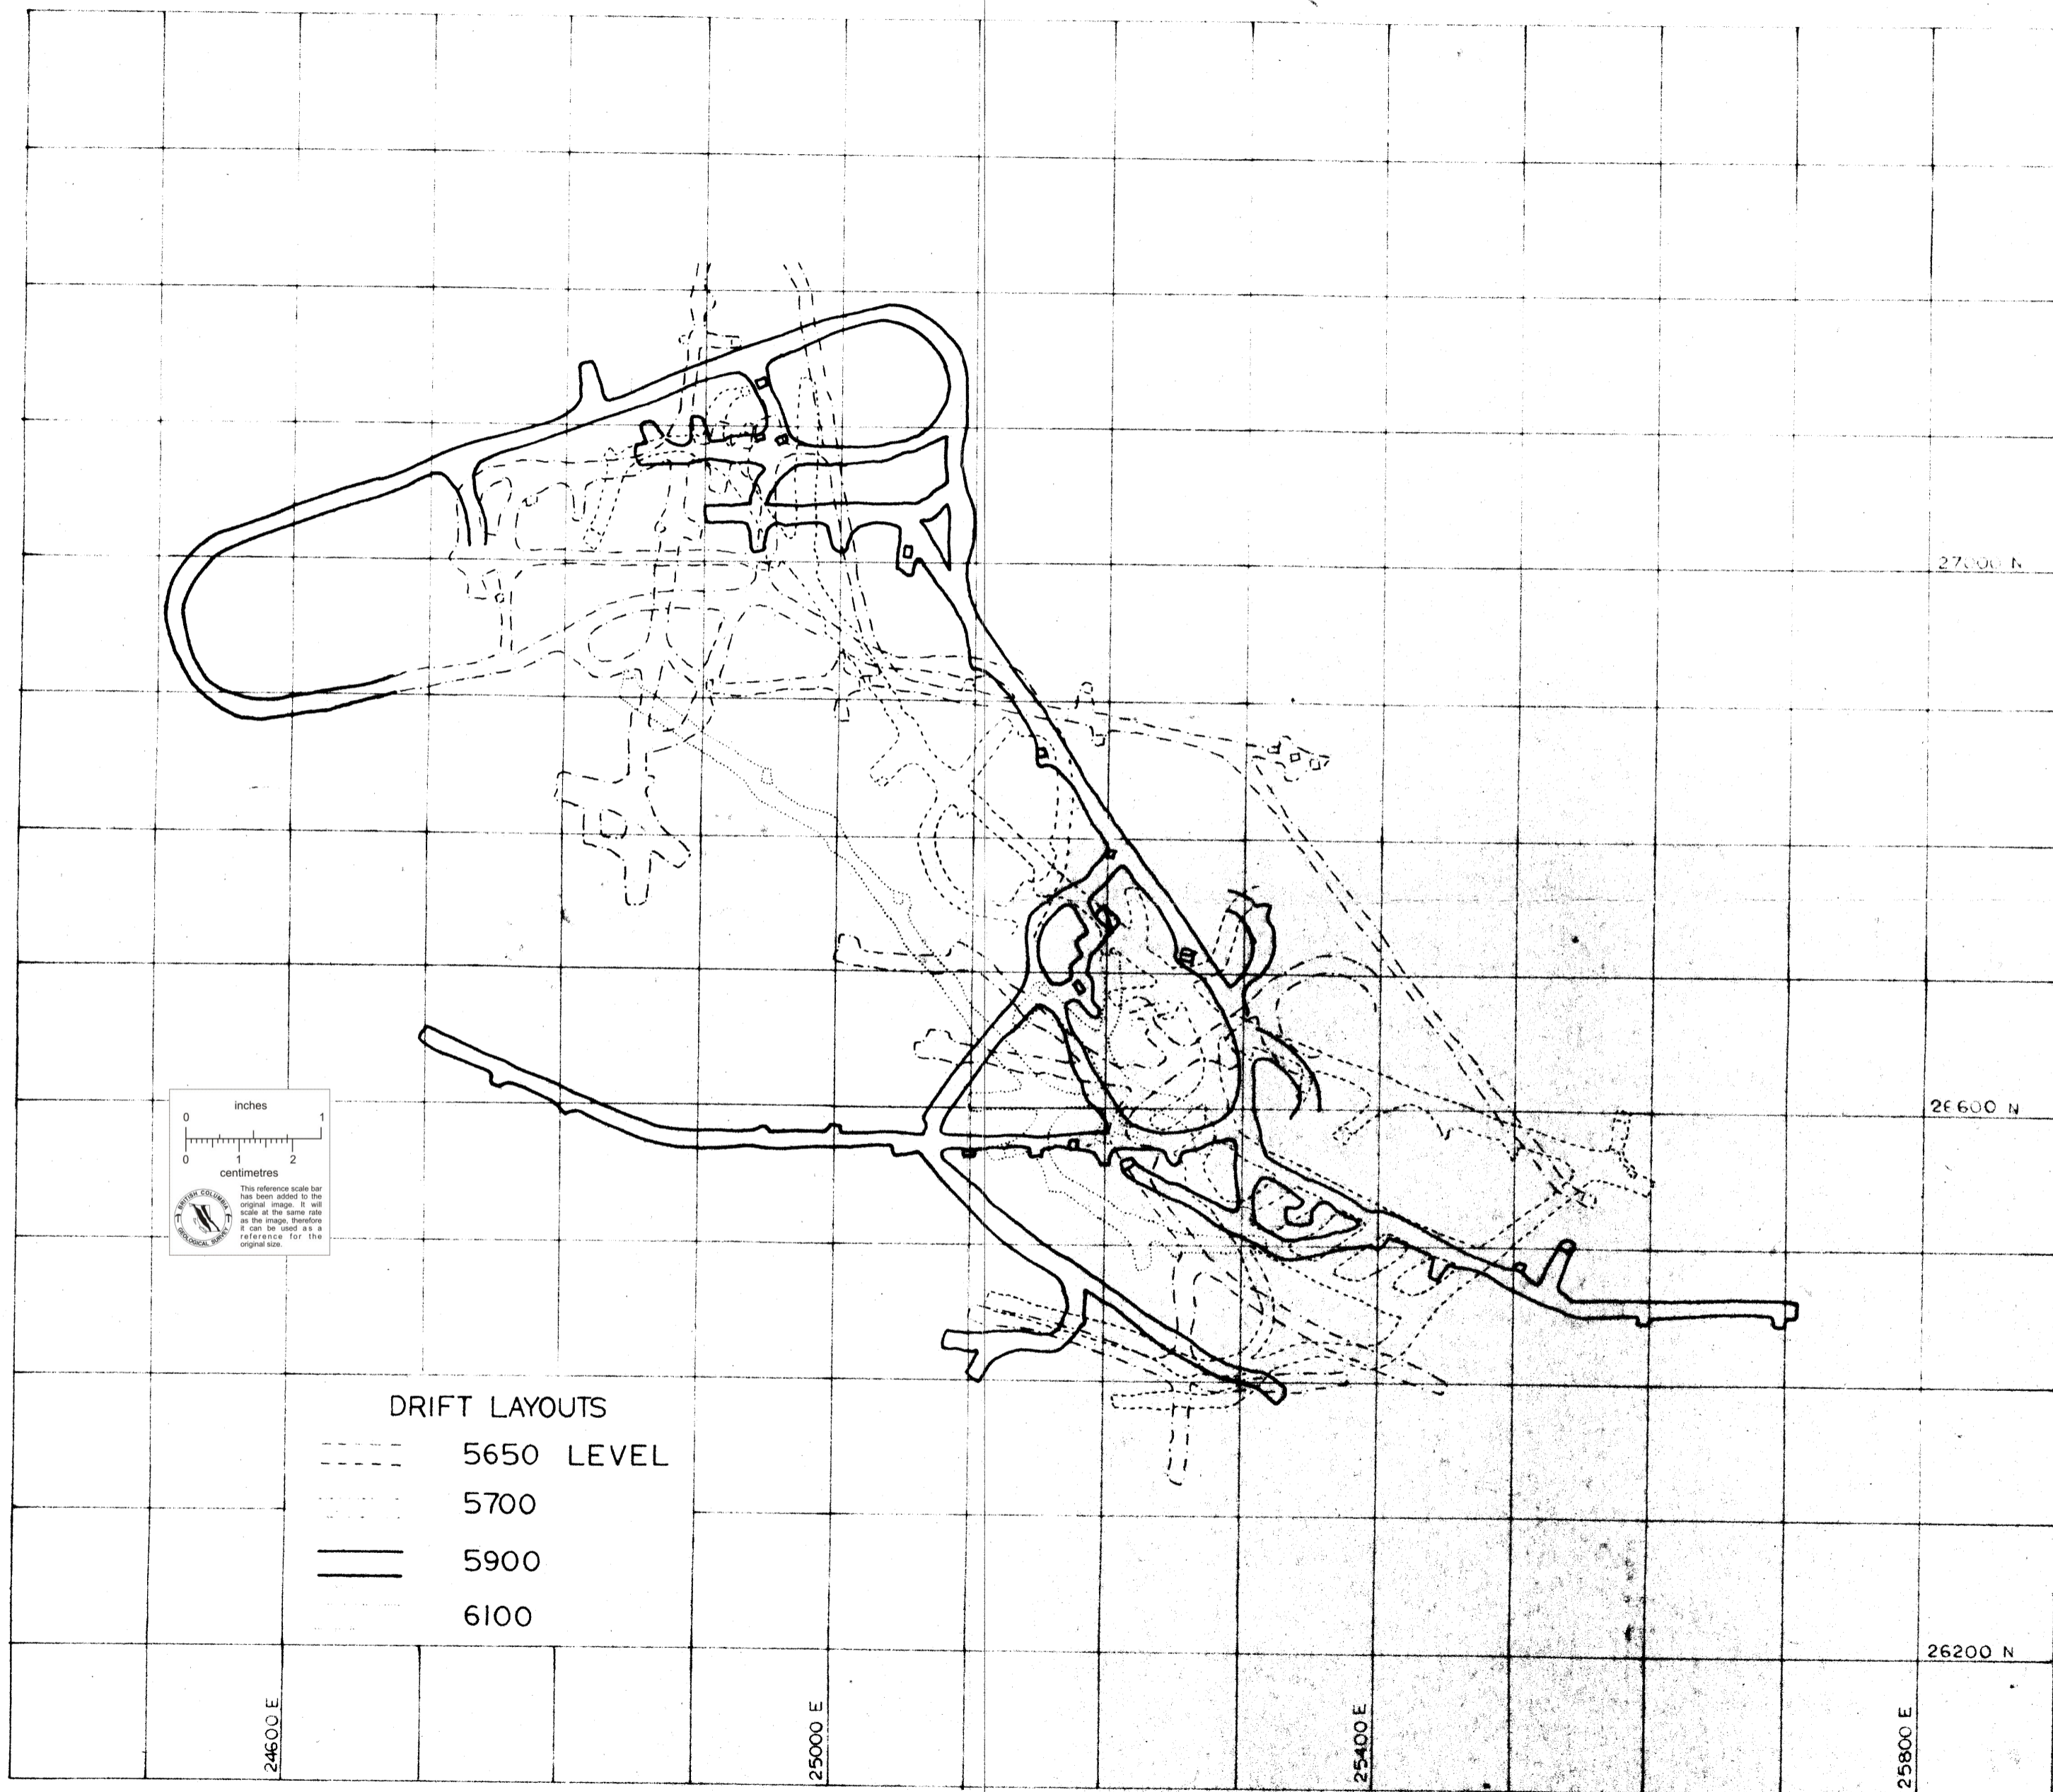 27000 N
26600 N
inches
0 1
0 1 2
centimetres
BRITISH COLUMBIA
GEOLOGICAL SURVEY
This reference scale bar
has been added to the
original image. It will
scale at the same rate
as the image, therefore
it can be used as a
reference for the
original size.
DRIFT LAYOUTS
5650 LEVEL
5700
5900
6100
26200 N
24600 E
25000 E
25400 E
25800 E